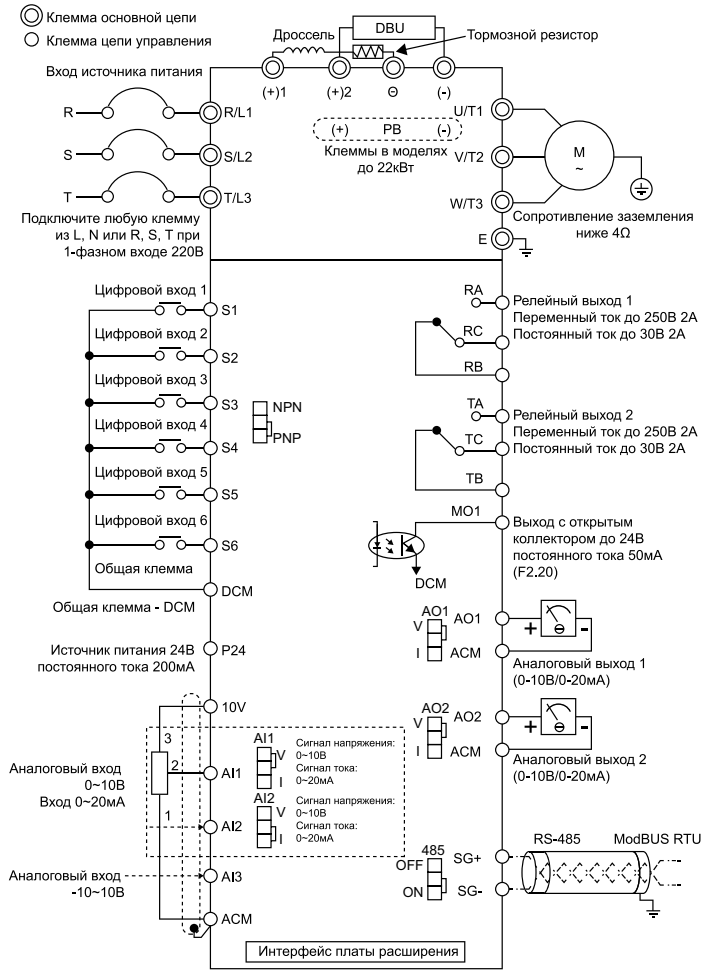 Клемма основной цепи
Клемма цепи управления
DBU
Дроссель
Тормозной резистор
Вход источника питания
(+)1
(+)2
Θ
(-)
R
R/L1
U/T1
(+) PB (-)
S
S/L2
Клеммы в моделях
до 22кВт
V/T2
M
~
T
T/L3
W/T3
Подключите любую клемму
из L, N или R, S, T при
1-фазном входе 220В
Сопротивление заземления
ниже 4Ω
E
Цифровой вход 1
S1
Цифровой вход 2
S2
Цифровой вход 3
S3
Цифровой вход 4
S4
Цифровой вход 5
S5
Цифровой вход 6
S6
Общая клемма
DCM
Общая клемма - DCM
NPN
PNP
RA
RC
RB
Релейный выход 1
Переменный ток до 250В 2А
Постоянный ток до 30В 2А
TA
TC
TB
Релейный выход 2
Переменный ток до 250В 2А
Постоянный ток до 30В 2А
MO1
Выход с открытым
коллектором до 24В
постоянного тока 50мА
(F2.20)
DCM
Источник питания 24В
постоянного тока 200мА
P24
AO1
V
I
AO1
ACM
+
-
Аналоговый выход 1
(0-10В/0-20мА)
AO2
V
I
AO2
ACM
+
-
Аналоговый выход 2
(0-10В/0-20мА)
10V
3
2
1
Аналоговый вход
0~10В
Вход 0~20мА
AI1
V
I
Сигнал напряжения:
0~10В
Сигнал тока:
0~20мА
AI1
AI2
V
I
Сигнал напряжения:
0~10В
Сигнал тока:
0~20мА
AI2
Аналоговый вход
-10~10В
AI3
ACM
485
OFF
ON
SG+
SG-
RS-485
ModBUS RTU
Интерфейс платы расширения